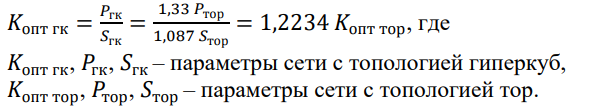 K_опт гк = P_гк / S_гк = 1,33 P_тор / 1,087 S_тор = 1,2234 K_опт тор, где
K_опт гк, P_гк, S_гк – параметры сети с топологией гиперкуб,
K_опт тор, P_тор, S_тор – параметры сети с топологией тор.